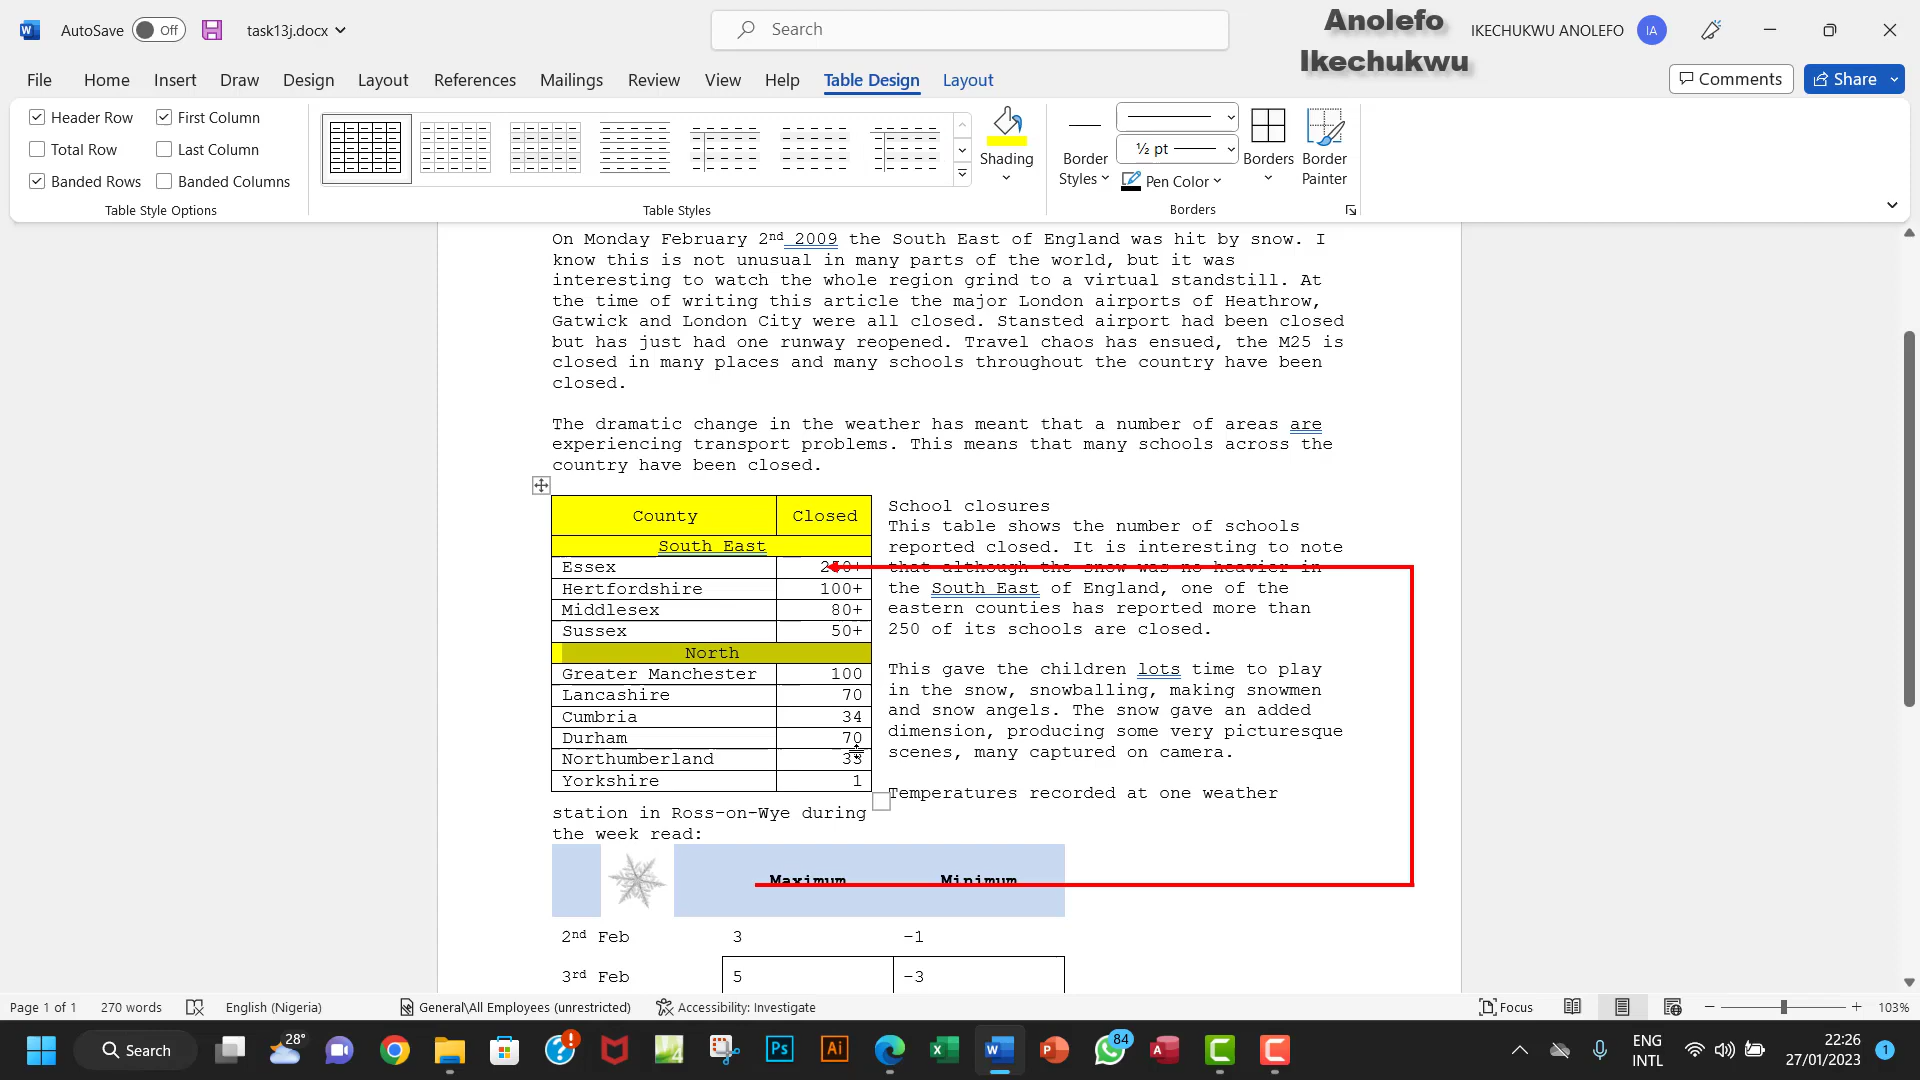 AutoSave Off task13j.docx Search Anolefo Ikechukwu IKECHUKWU ANOLEFO IA
File Home Insert Draw Design Layout References Mailings Review View Help Table Design Layout Comments Share
Header Row First Column
Total Row Last Column
Banded Rows Banded Columns
Table Style Options
Table Styles
Shading
Border Styles
½ pt
Pen Color
Borders
Border Painter
Borders
On Monday February 2nd 2009 the South East of England was hit by snow. I
know this is not unusual in many parts of the world, but it was
interesting to watch the whole region grind to a virtual standstill. At
the time of writing this article the major London airports of Heathrow,
Gatwick and London City were all closed. Stansted airport had been closed
but has just had one runway reopened. Travel chaos has ensued, the M25 is
closed in many places and many schools throughout the country have been
closed.
The dramatic change in the weather has meant that a number of areas are
experiencing transport problems. This means that many schools across the
country have been closed.
County Closed
South East
Essex 250+
Hertfordshire 100+
Middlesex 80+
Sussex 50+
North
Greater Manchester 100
Lancashire 70
Cumbria 34
Durham 70
Northumberland 33
Yorkshire 1
School closures
This table shows the number of schools
reported closed. It is interesting to note
that although the snow was no heavier in
the South East of England, one of the
eastern counties has reported more than
250 of its schools are closed.
This gave the children lots time to play
in the snow, snowballing, making snowmen
and snow angels. The snow gave an added
dimension, producing some very picturesque
scenes, many captured on camera.
Temperatures recorded at one weather
station in Ross-on-Wye during
the week read:
Maximum Minimum
2nd Feb 3 -1
3rd Feb 5 -3
Page 1 of 1 270 words English (Nigeria) General\All Employees (unrestricted) Accessibility: Investigate Focus 103%
28° Search 84 ENG INTL 22:26 27/01/2023 1